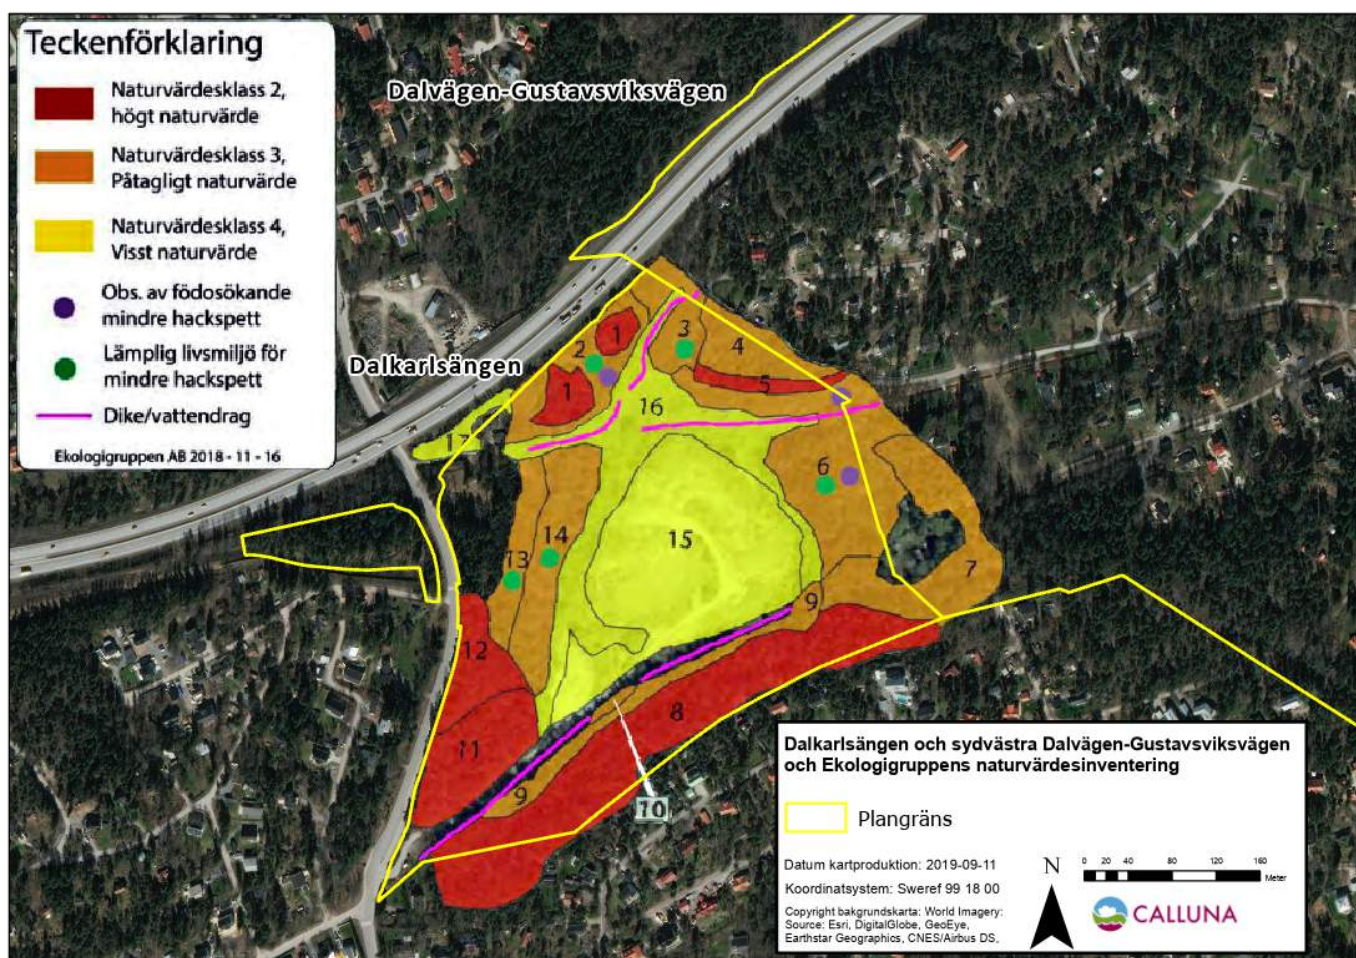 Teckenförklaring
Naturvärdesklass 2,
högt naturvärde
Naturvärdesklass 3,
Påtagligt naturvärde
Naturvärdesklass 4,
Visst naturvärde
Obs. av födosökande
mindre hackspett
Lämplig livsmiljö för
mindre hackspett
Dike/vattendrag
Ekologigruppen AB 2018 - 11 - 16
Dalvägen-Gustavsviksvägen
Dalkarlsängen
1
2
3
4
1
5
16
17
6
15
14
13
7
9
12
8
11
9
10
Dalkarlsängen och sydvästra Dalvägen-Gustavsviksvägen
och Ekologigruppens naturvärdesinventering
Plangräns
Datum kartproduktion: 2019-09-11
Koordinatsystem: Sweref 99 18 00
Copyright bakgrundskarta: World Imagery:
Source: Esri, DigitalGlobe, GeoEye,
Earthstar Geographics, CNES/Airbus DS,
N
0 20 40 80 120 160
Meter
CALLUNA